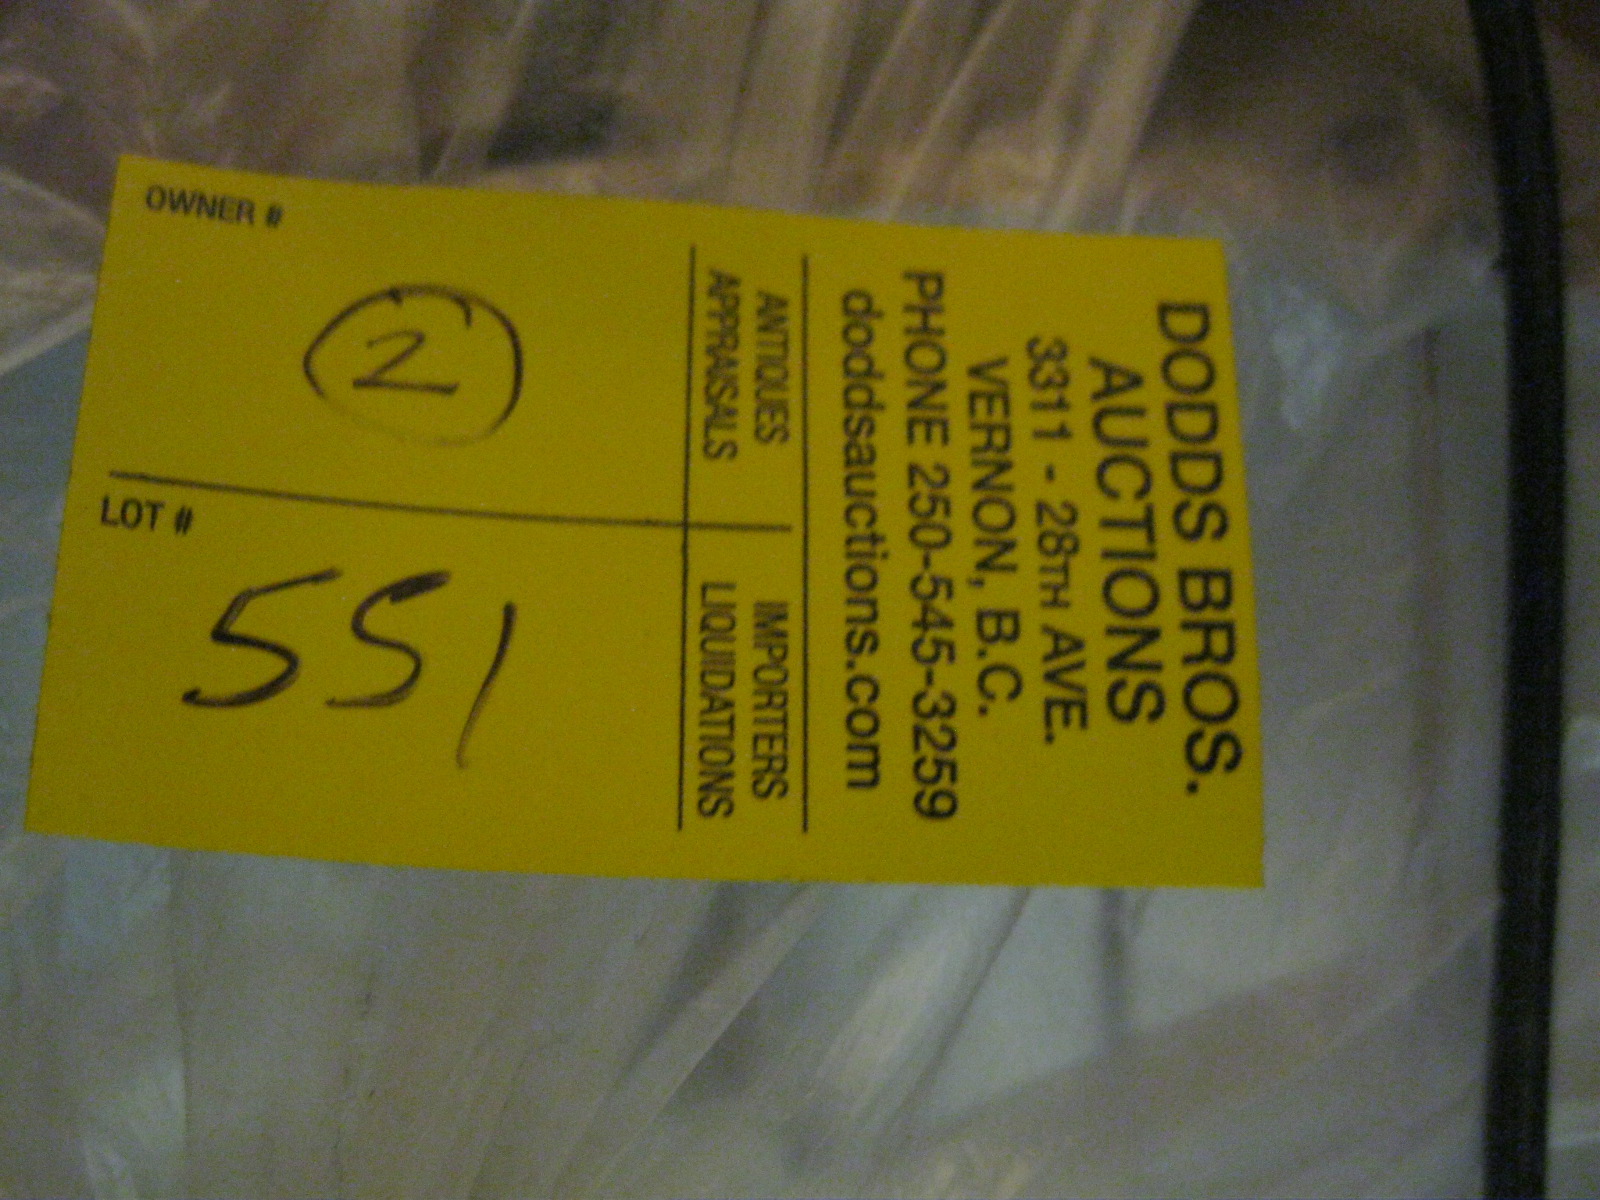 DODDS BROS.
AUCTIONS
3311 - 28TH AVE.
VERNON, B.C.
PHONE 250-545-3259
doddsauctions.com
ANTIQUES
APPRAISALS
IMPORTERS
LIQUIDATIONS
OWNER #
2
LOT #
551